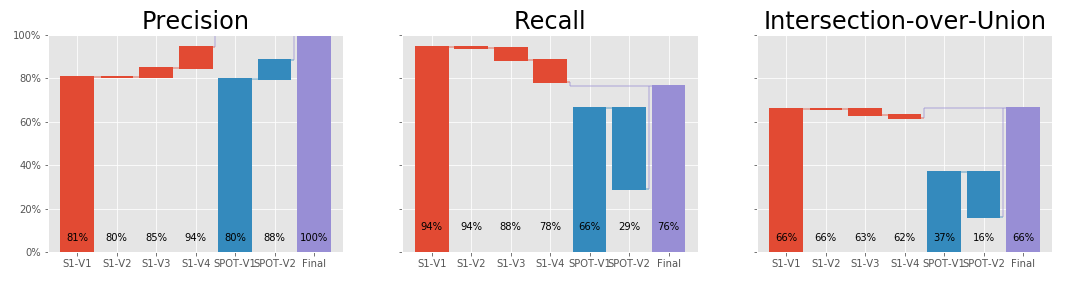 Precision
100%
80%
60%
40%
20%
0%
81% 80% 85% 94% 80% 88% 100%
S1-V1 S1-V2 S1-V3 S1-V4 SPOT-V1 SPOT-V2 Final
Recall
94% 94% 88% 78% 66% 29% 76%
S1-V1 S1-V2 S1-V3 S1-V4 SPOT-V1 SPOT-V2 Final
Intersection-over-Union
66% 66% 63% 62% 37% 16% 66%
S1-V1 S1-V2 S1-V3 S1-V4 SPOT-V1 SPOT-V2 Final